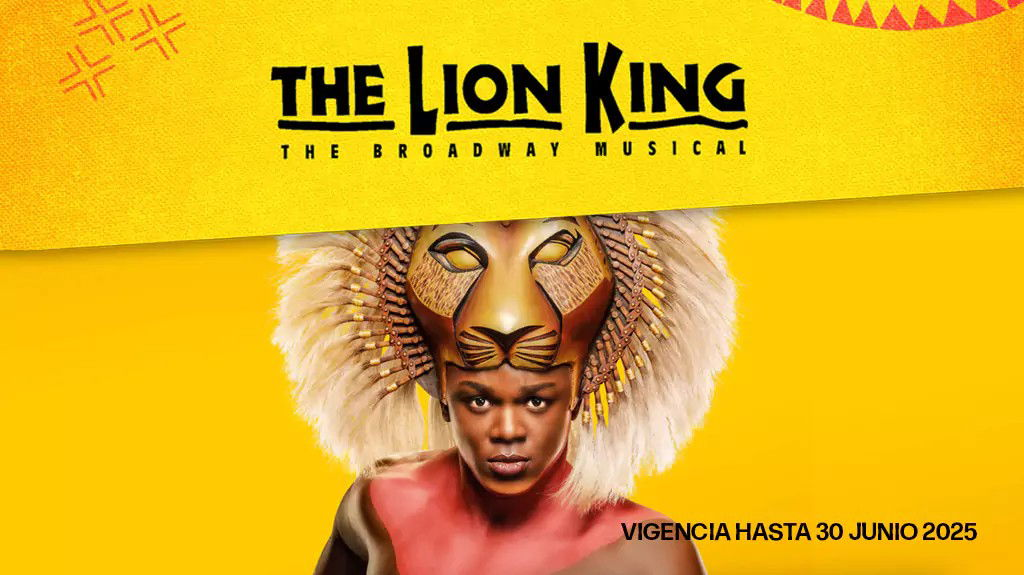 THE LION KING
THE BROADWAY MUSICAL
VIGENCIA HASTA 30 JUNIO 2025